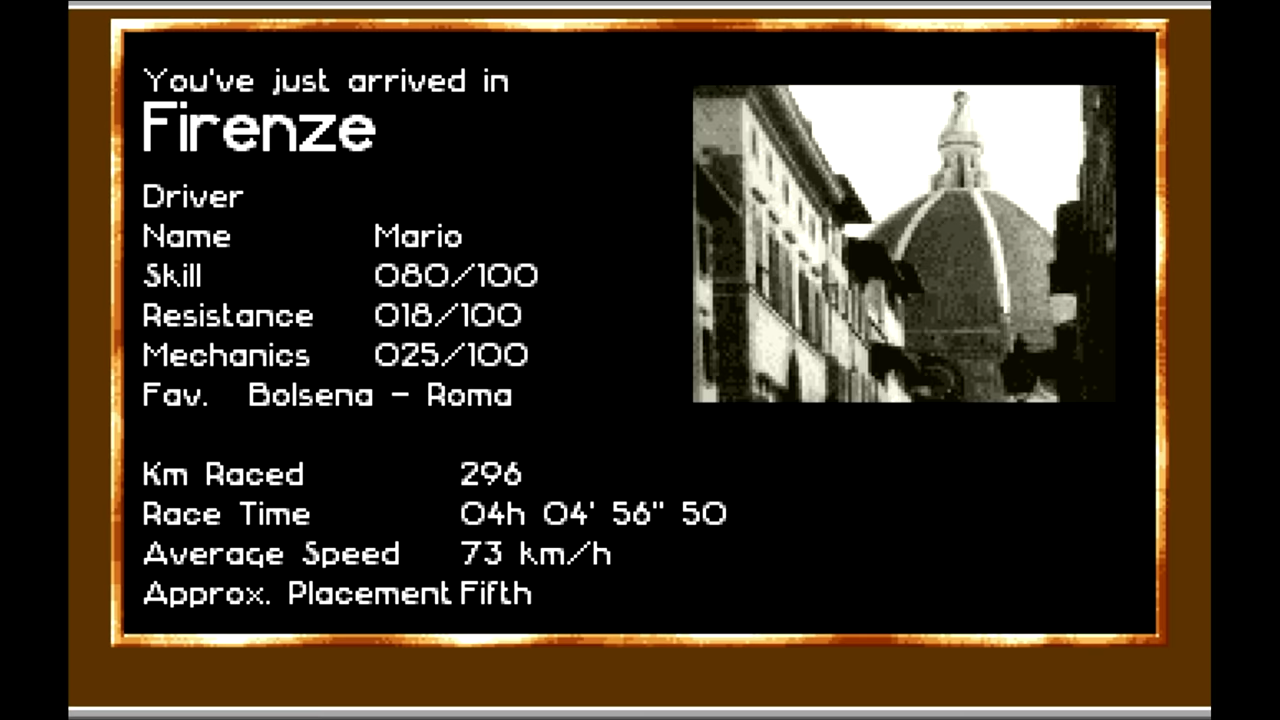 You've just arrived in
Firenze
Driver
Name Mario
Skill 080/100
Resistance 018/100
Mechanics 025/100
Fav. Bolsena - Roma
Km Raced 296
Race Time 04h 04' 56" 50
Average Speed 73 km/h
Approx. Placement Fifth